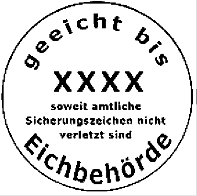 geeicht bis
XXXX
soweit amtliche
Sicherungszeichen nicht
verletzt sind
Eichbehörde